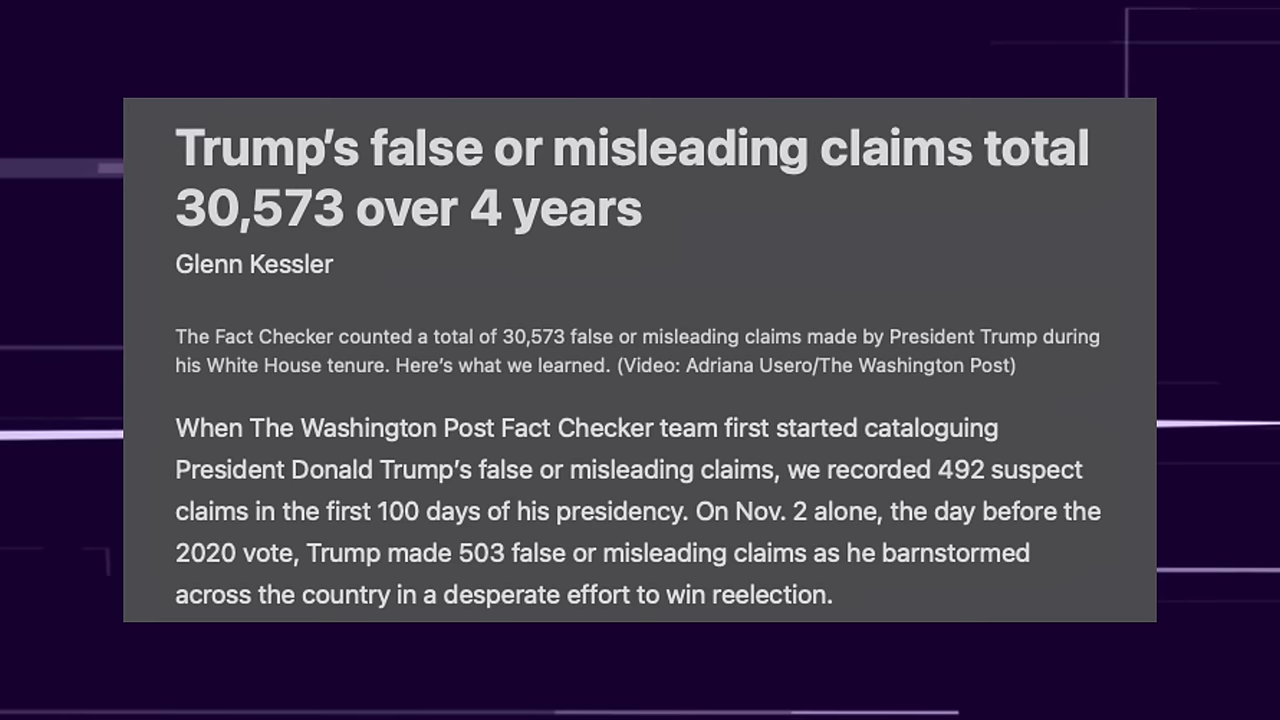 Trump’s false or misleading claims total
30,573 over 4 years
Glenn Kessler
The Fact Checker counted a total of 30,573 false or misleading claims made by President Trump during
his White House tenure. Here’s what we learned. (Video: Adriana Usero/The Washington Post)
When The Washington Post Fact Checker team first started cataloguing
President Donald Trump’s false or misleading claims, we recorded 492 suspect
claims in the first 100 days of his presidency. On Nov. 2 alone, the day before the
2020 vote, Trump made 503 false or misleading claims as he barnstormed
across the country in a desperate effort to win reelection.